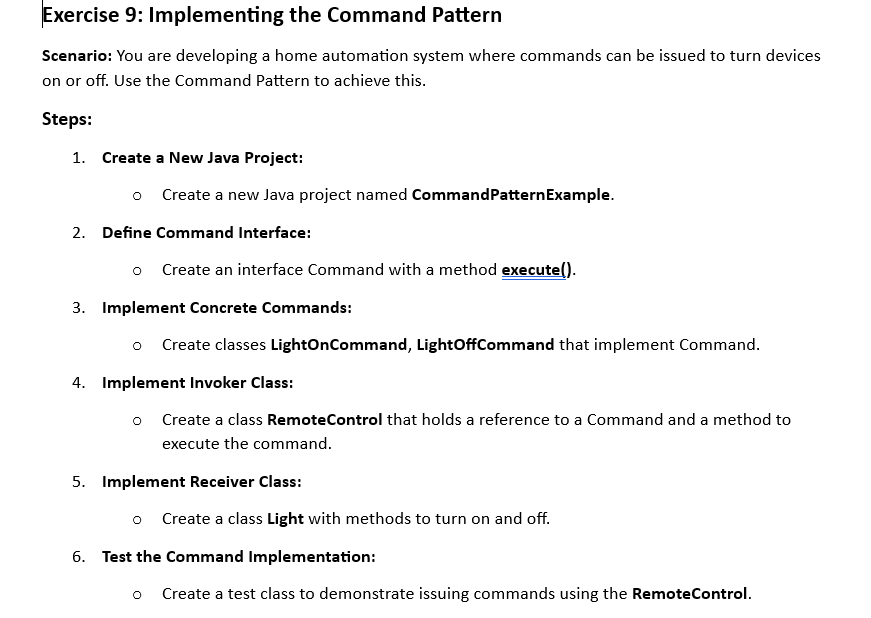 Exercise 9: Implementing the Command Pattern
Scenario: You are developing a home automation system where commands can be issued to turn devices
on or off. Use the Command Pattern to achieve this.
Steps:
1. Create a New Java Project:
o Create a new Java project named CommandPatternExample.
2. Define Command Interface:
o Create an interface Command with a method execute().
3. Implement Concrete Commands:
o Create classes LightOnCommand, LightOffCommand that implement Command.
4. Implement Invoker Class:
o Create a class RemoteControl that holds a reference to a Command and a method to
execute the command.
5. Implement Receiver Class:
o Create a class Light with methods to turn on and off.
6. Test the Command Implementation:
o Create a test class to demonstrate issuing commands using the RemoteControl.